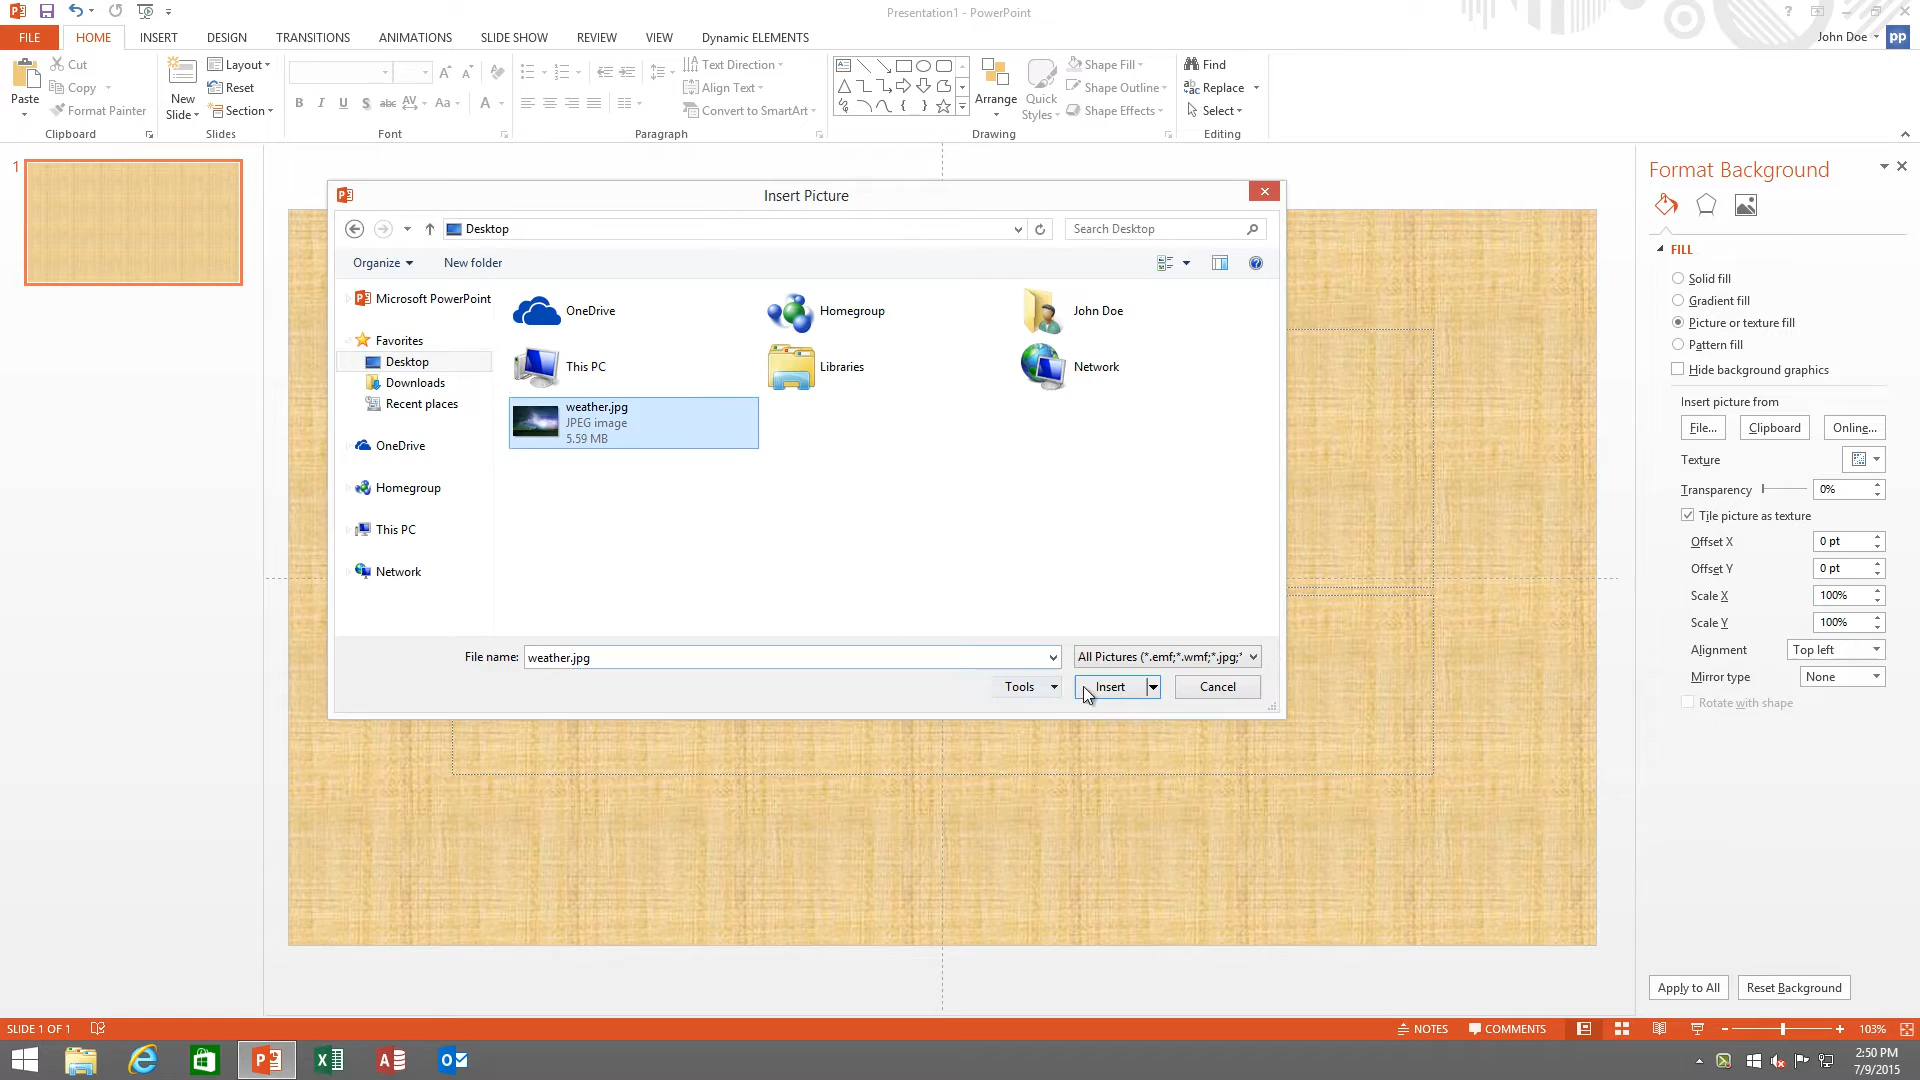 Presentation1 - PowerPoint
FILE HOME INSERT DESIGN TRANSITIONS ANIMATIONS SLIDE SHOW REVIEW VIEW Dynamic ELEMENTS
John Doe pp
Paste
Cut
Copy
Format Painter
Clipboard
New
Slide
Layout
Reset
Section
Slides
B I U S abc AV Aa A
Font
Text Direction
Align Text
Convert to SmartArt
Paragraph
Arrange
Quick
Styles
Shape Fill
Shape Outline
Shape Effects
Drawing
Find
Replace
Select
Editing
1
Insert Picture
Desktop
Search Desktop
Organize
New folder
Microsoft PowerPoint
Favorites
Desktop
Downloads
Recent places
OneDrive
Homegroup
This PC
Network
OneDrive
Homegroup
John Doe
This PC
Libraries
Network
weather.jpg
JPEG image
5.59 MB
File name: weather.jpg
All Pictures (*.emf;*.wmf;*.jpg;*
Tools
Insert
Cancel
Format Background
FILL
Solid fill
Gradient fill
Picture or texture fill
Pattern fill
Hide background graphics
Insert picture from
File... Clipboard Online...
Texture
Transparency 0%
Tile picture as texture
Offset X 0 pt
Offset Y 0 pt
Scale X 100%
Scale Y 100%
Alignment Top left
Mirror type None
Rotate with shape
Apply to All Reset Background
SLIDE 1 OF 1
NOTES COMMENTS 103%
2:50 PM
7/9/2015